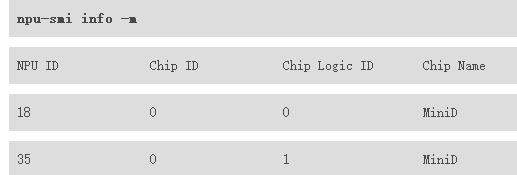 npu-smi info -m
NPU ID Chip ID Chip Logic ID Chip Name
18 0 0 MiniD
35 0 1 MiniD